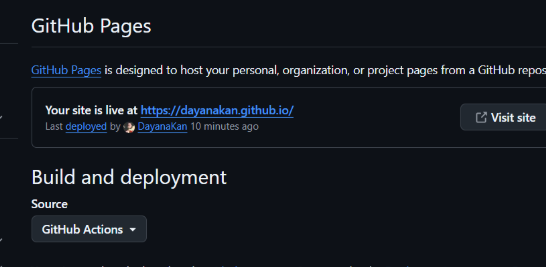 GitHub Pages
GitHub Pages is designed to host your personal, organization, or project pages from a GitHub repos
Your site is live at https://dayanakan.github.io/
Last deployed by DayanaKan 10 minutes ago
Visit site
Build and deployment
Source
GitHub Actions